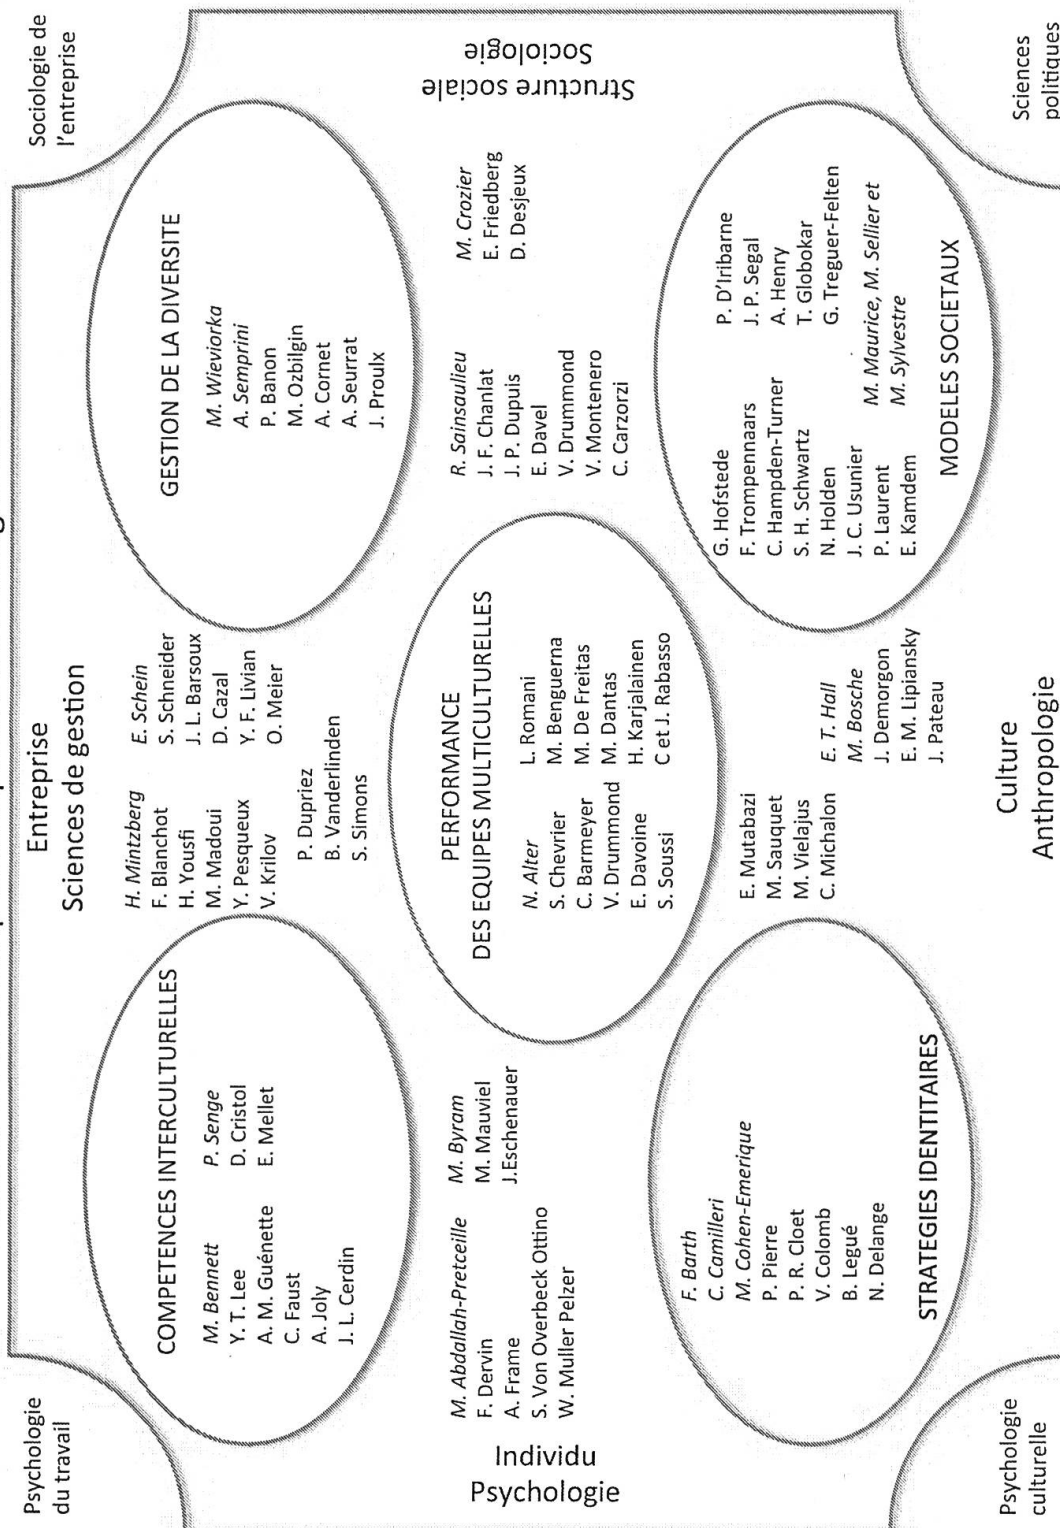 Psychologie
du travail
Entreprise
Sciences de gestion
Sociologie de
l'entreprise
COMPETENCES INTERCULTURELLES
M. Bennett
Y. T. Lee
A. M. Guénette
C. Faust
A. Joly
J. L. Cerdin
P. Senge
D. Cristol
E. Mellet
H. Mintzberg
F. Blanchot
H. Yousfi
M. Madoui
Y. Pesqueux
V. Krilov
E. Schein
S. Schneider
J. L. Barsoux
D. Cazal
Y. F. Livian
O. Meier
P. Dupriez
B. Vanderlinden
S. Simons
GESTION DE LA DIVERSITE
M. Wieviorka
A. Semprini
P. Banon
M. Ozbilgin
A. Cornet
A. Seurrat
J. Proulx
Individu
Psychologie
M. Abdallah-Pretceille
F. Dervin
A. Frame
S. Von Overbeck Ottino
W. Muller Pelzer
M. Byram
M. Mauviel
J.Eschenauer
PERFORMANCE
DES EQUIPES MULTICULTURELLES
N. Alter
S. Chevrier
C. Barmeyer
V. Drummond
E. Davoine
S. Soussi
L. Romani
M. Benguerna
M. De Freitas
M. Dantas
H. Karjalainen
C et J. Rabasso
R. Sainsaulieu
J. F. Chanlat
J. P. Dupuis
E. Davel
V. Drummond
V. Montenero
C. Carzorzi
M. Crozier
E. Friedberg
D. Desjeux
Structure sociale
Sociologie
F. Barth
C. Camilleri
M. Cohen-Emerique
P. Pierre
P. R. Cloet
V. Colomb
B. Legué
N. Delange
STRATEGIES IDENTITAIRES
E. Mutabazi
M. Sauquet
M. Vielajus
C. Michalon
E. T. Hall
M. Bosche
J. Demorgon
E. M. Lipiansky
J. Pateau
G. Hofstede
F. Trompennaars
C. Hampden-Turner
S. H. Schwartz
N. Holden
J. C. Usunier
P. Laurent
E. Kamdem
P. D'Iribarne
J. P. Segal
A. Henry
T. Globokar
G. Treguer-Felten
M. Maurice, M. Sellier et
M. Sylvestre
MODELES SOCIETAUX
Psychologie
culturelle
Culture
Anthropologie
Sciences
politiques